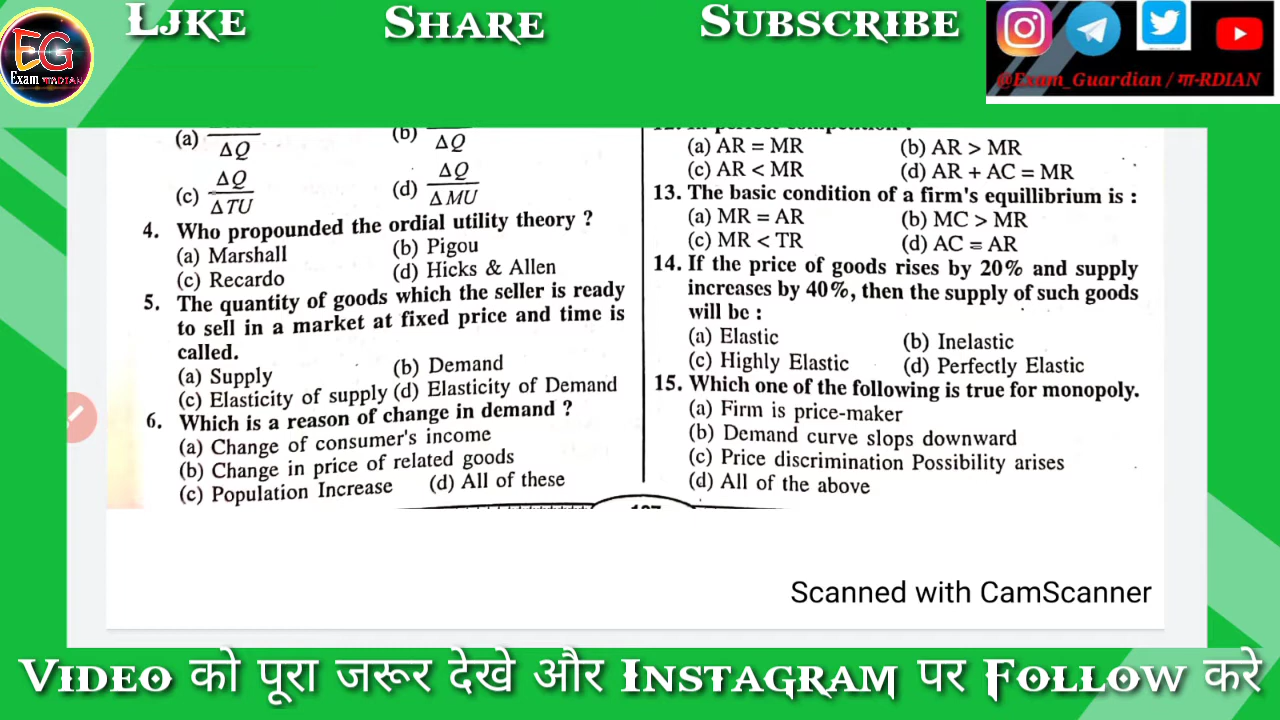 LJKE
SHARE
SUBSCRIBE
EG
Exam गार्DIAN
@Exam_Guardian / गा-RDIAN
(a) ΔQ
(b) ΔQ
(c) ΔQ / ΔTU
(d) ΔQ / ΔMU
4. Who propounded the ordial utility theory ?
(a) Marshall (b) Pigou
(c) Recardo (d) Hicks & Allen
5. The quantity of goods which the seller is ready
to sell in a market at fixed price and time is
called.
(a) Supply (b) Demand
(c) Elasticity of supply (d) Elasticity of Demand
6. Which is a reason of change in demand ?
(a) Change of consumer's income
(b) Change in price of related goods
(c) Population Increase (d) All of these
(a) AR = MR (b) AR > MR
(c) AR < MR (d) AR + AC = MR
13. The basic condition of a firm's equillibrium is :
(a) MR = AR (b) MC > MR
(c) MR < TR (d) AC = AR
14. If the price of goods rises by 20% and supply
increases by 40%, then the supply of such goods
will be :
(a) Elastic (b) Inelastic
(c) Highly Elastic (d) Perfectly Elastic
15. Which one of the following is true for monopoly.
(a) Firm is price-maker
(b) Demand curve slops downward
(c) Price discrimination Possibility arises
(d) All of the above
Scanned with CamScanner
VIDEO को पूरा जरूर देखे और INSTAGRAM पर FOLLOW करे